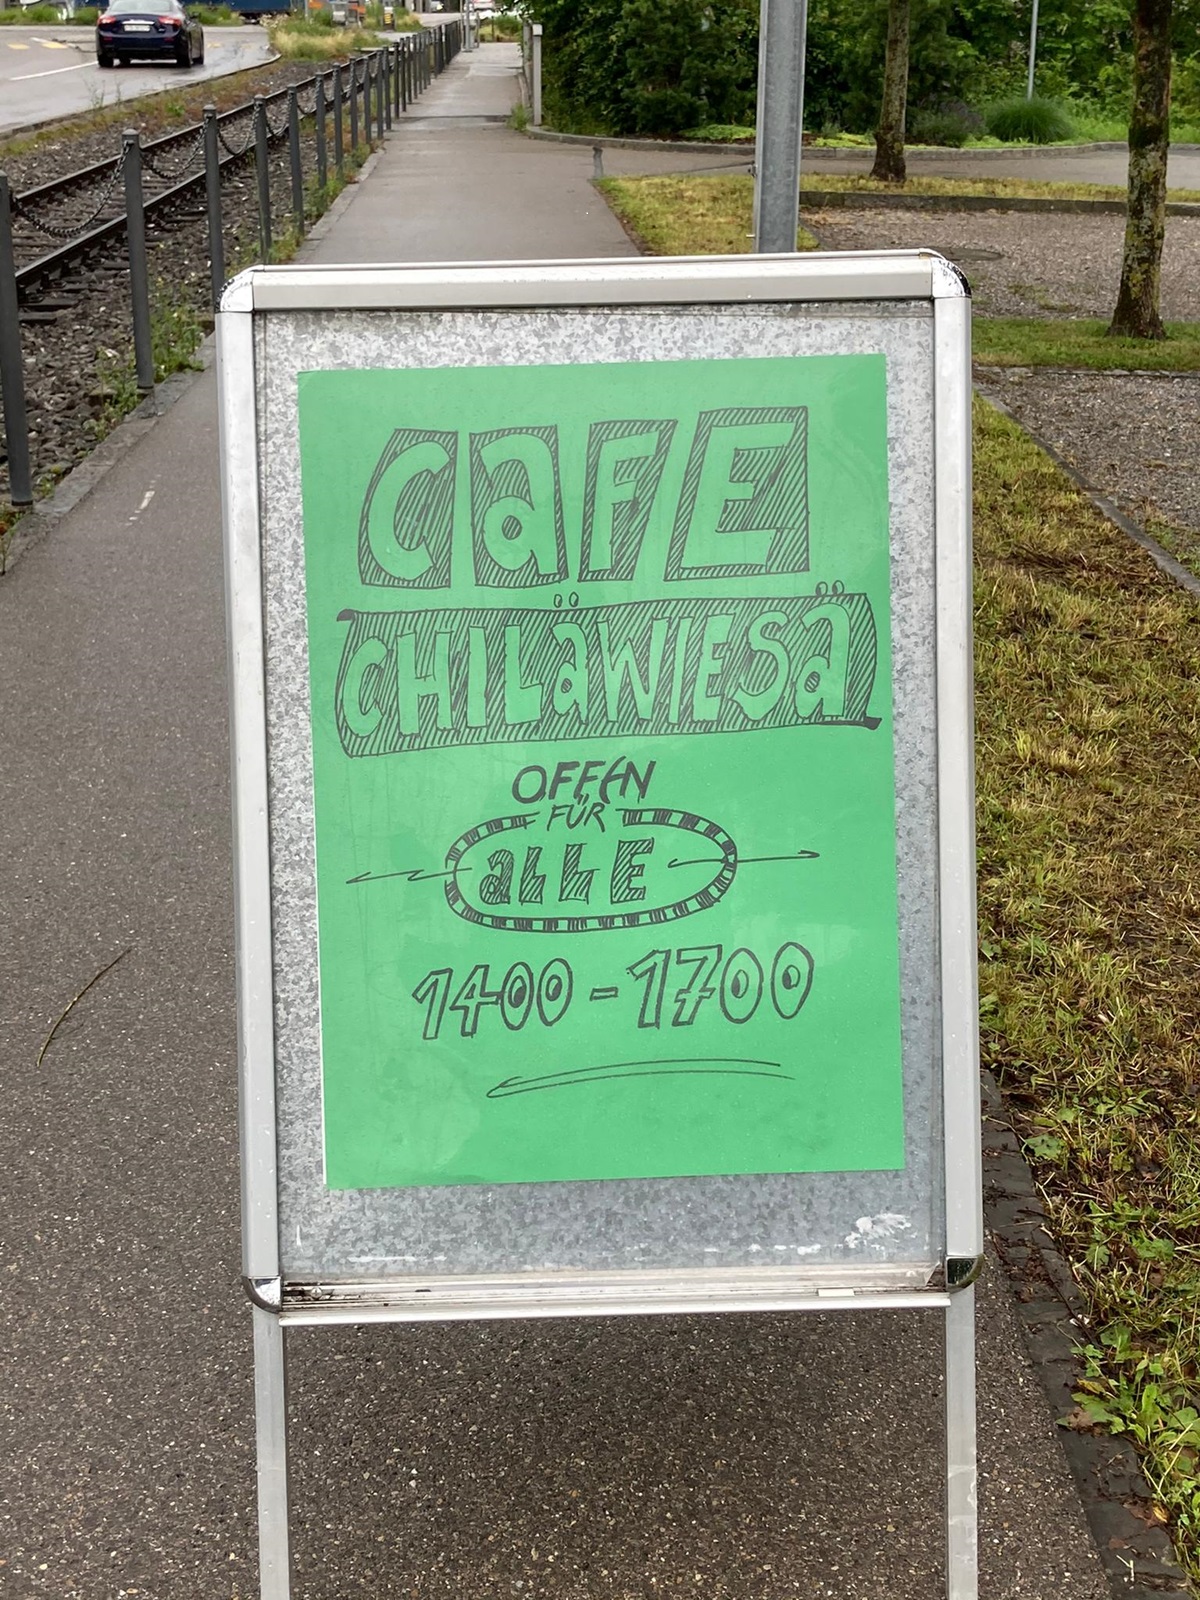 CaFE
CHILäWIESä
OFFEN
FÜR
aLLE
1400 - 1700